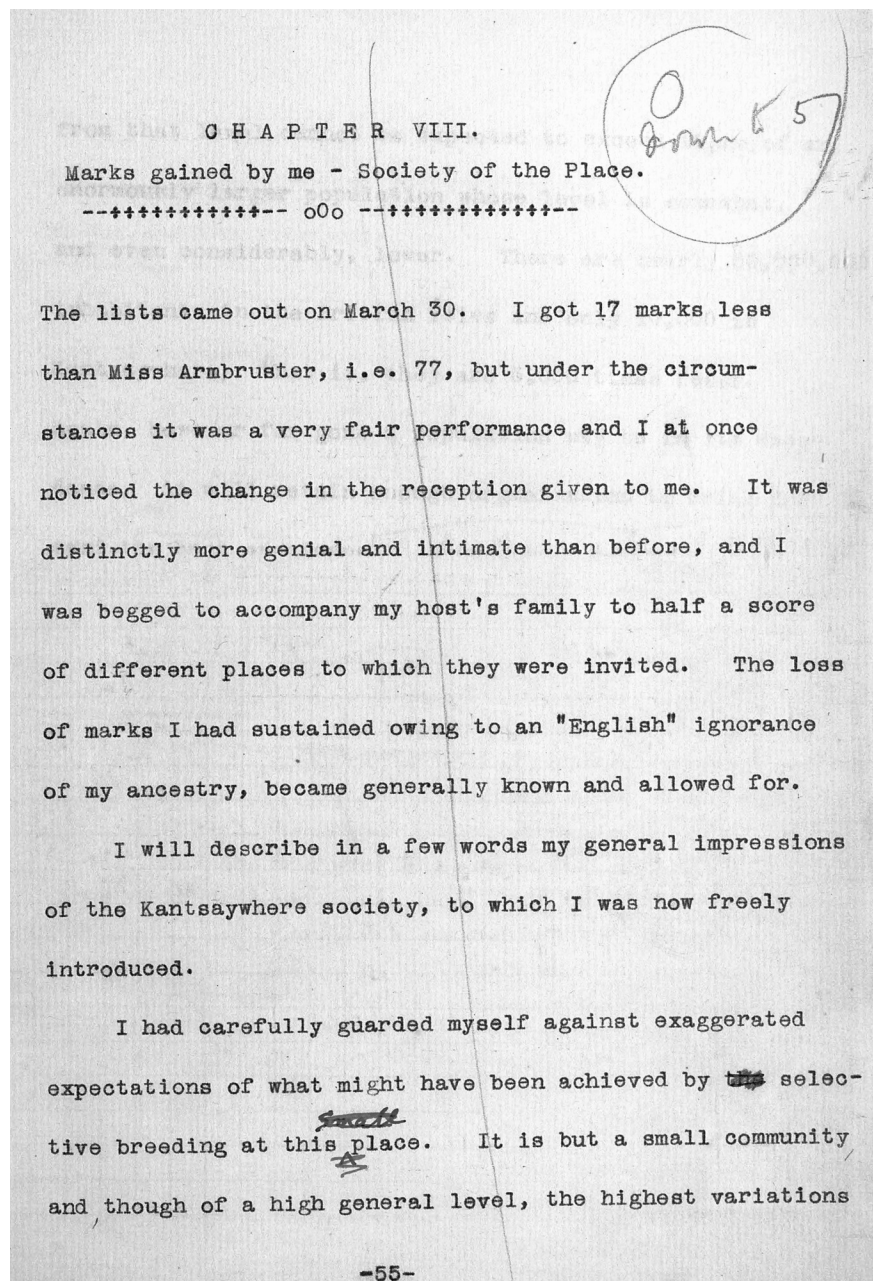 C H A P T E R VIII.
Marks gained by me - Society of the Place.
--+++++++++++-- o0o --++++++++++++--
The lists came out on March 30. I got 17 marks less
than Miss Armbruster, i.e. 77, but under the circum-
stances it was a very fair performance and I at once
noticed the change in the reception given to me. It was
distinctly more genial and intimate than before, and I
was begged to accompany my host's family to half a score
of different places to which they were invited. The loss
of marks I had sustained owing to an "English" ignorance
of my ancestry, became generally known and allowed for.
I will describe in a few words my general impressions
of the Kantsaywhere society, to which I was now freely
introduced.
I had carefully guarded myself against exaggerated
expectations of what might have been achieved by selec-
small
tive breeding at this place. It is but a small community,
and, though of a high general level, the highest variations
-55-